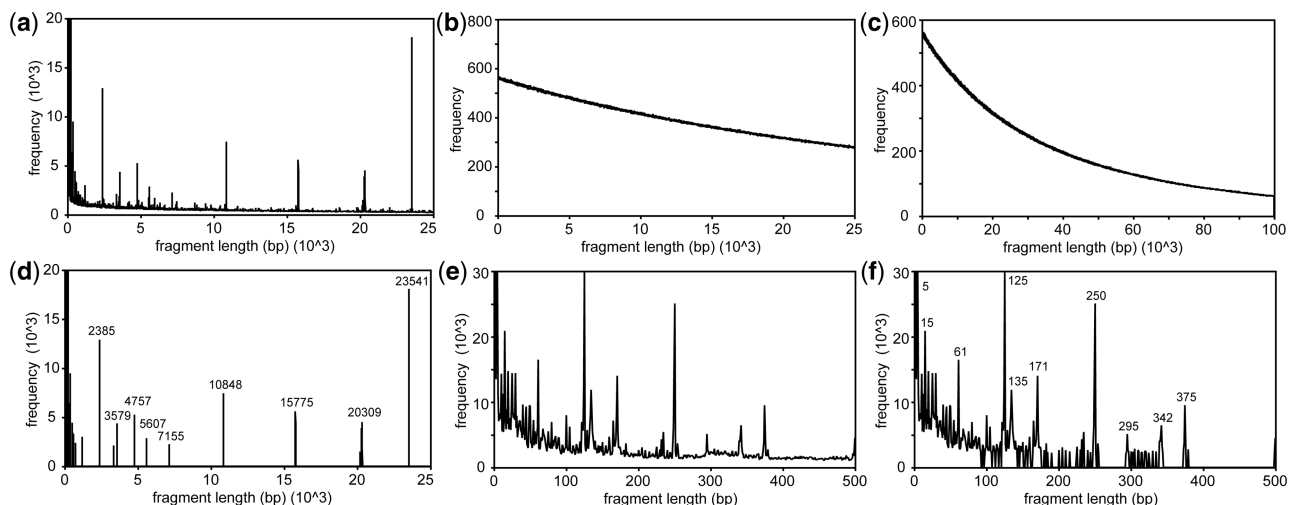 (a)
frequency (10^3)
20
15
10
5
0
0 5 10 15 20 25
fragment length (bp) (10^3)
(b)
frequency
800
600
400
200
0
0 5 10 15 20 25
fragment length (bp) (10^3)
(c)
frequency
600
400
200
0
0 20 40 60 80 100
fragment length (bp) (10^3)
(d)
frequency (10^3)
20
15
10
5
0
23541
2385
10848
4757
3579
15775
20309
5607
7155
0 5 10 15 20 25
fragment length (bp) (10^3)
(e)
frequency (10^3)
30
20
10
0
0 100 200 300 400 500
fragment length (bp)
(f)
frequency (10^3)
30
20
10
0
5
125
250
15
61
171
135
375
342
295
0 100 200 300 400 500
fragment length (bp)